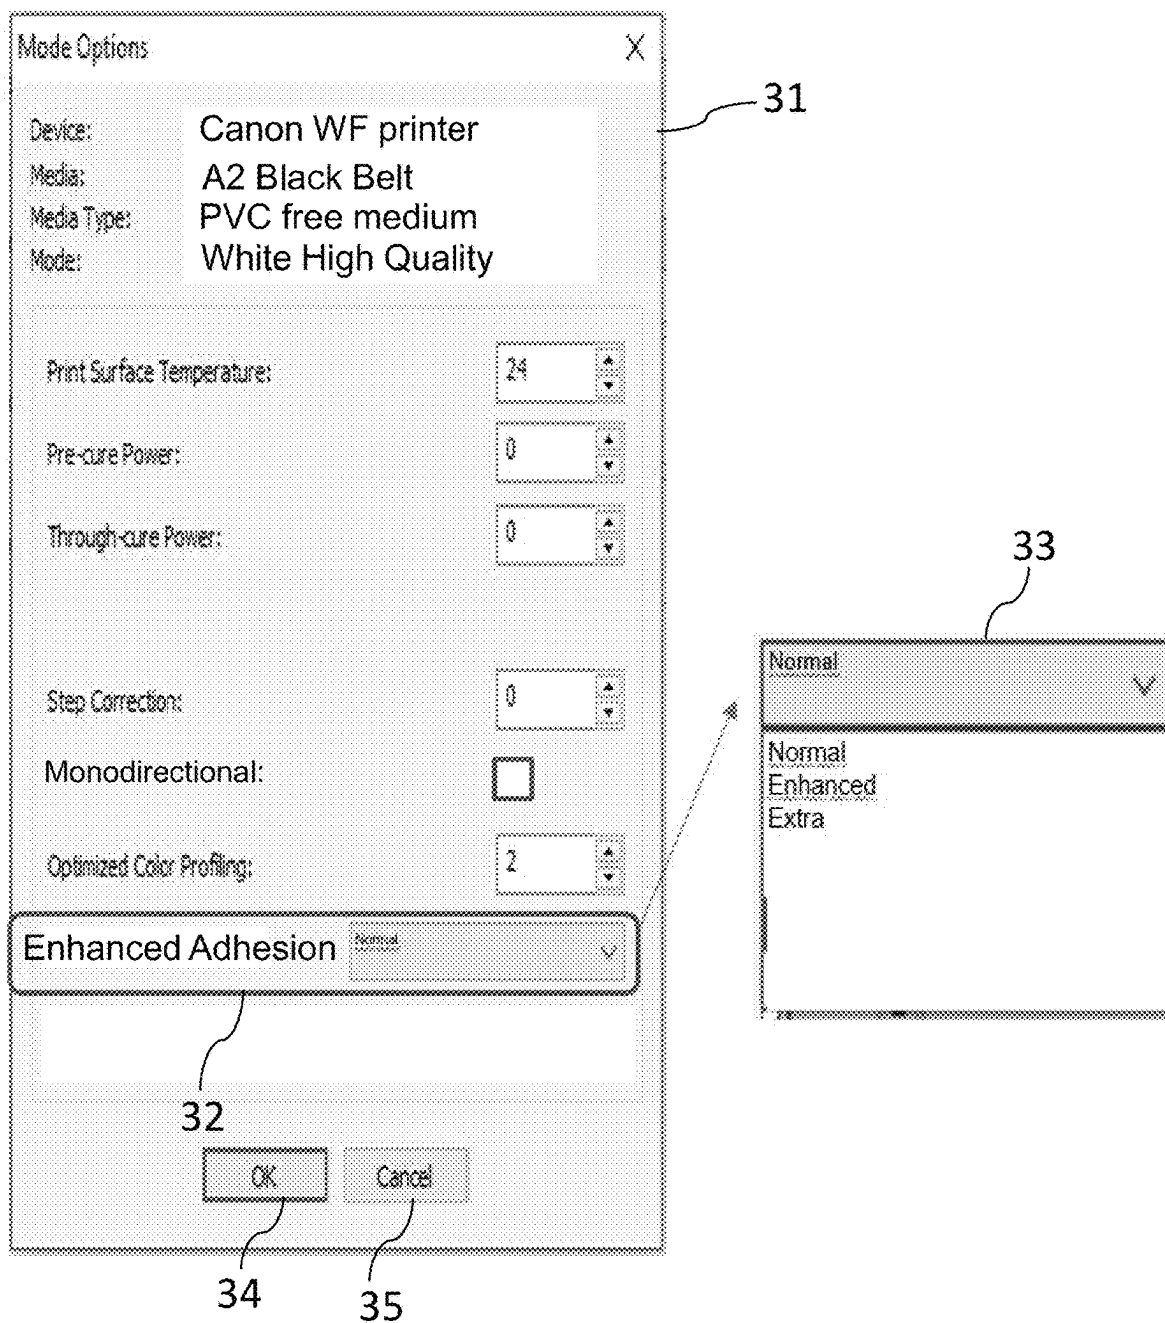 Mode Options X
31
Device: Canon WF printer
Media: A2 Black Belt
Media Type: PVC free medium
Mode: White High Quality
Print Surface Temperature: 24
Pre-cure Power: 0
Through-cure Power: 0
33
Step Correction: 0
Monodirectional:
Optimized Color Profiling: 2
Enhanced Adhesion Normal
Normal
Normal
Enhanced
Extra
32
OK Cancel
34 35